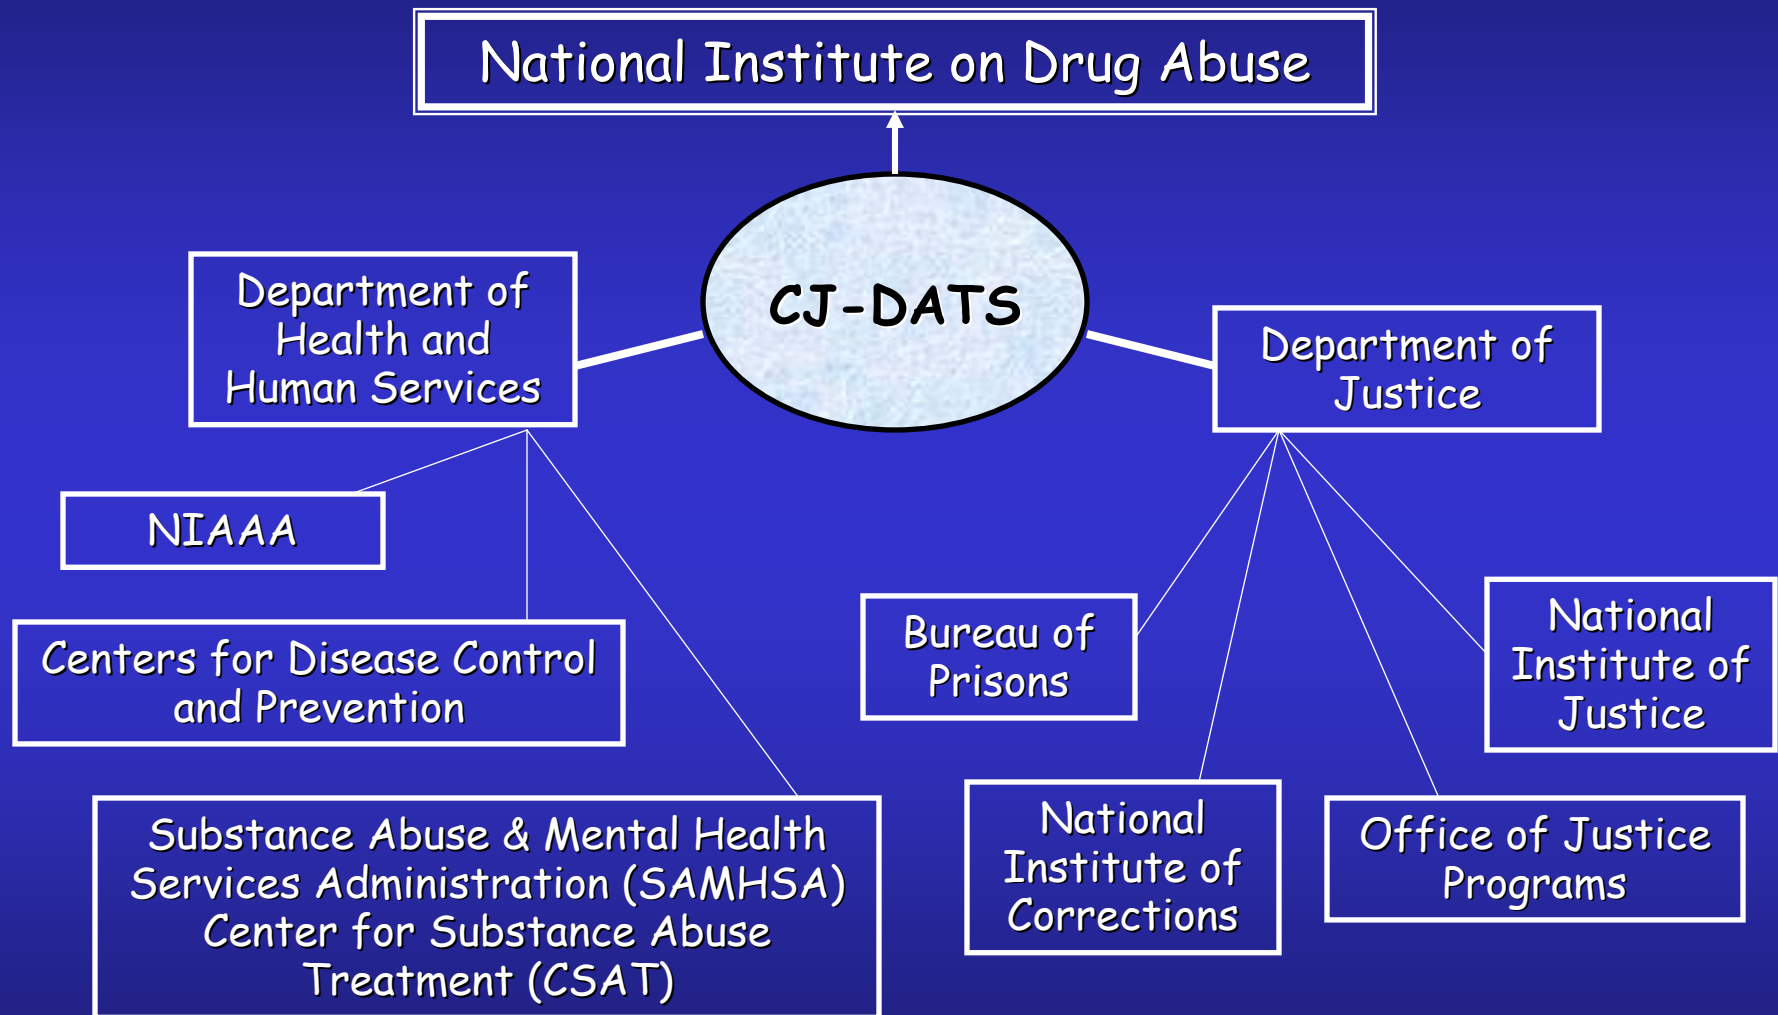 National Institute on Drug Abuse
CJ-DATS
Department of
Health and
Human Services
Department of
Justice
NIAAA
Centers for Disease Control
and Prevention
Substance Abuse & Mental Health
Services Administration (SAMHSA)
Center for Substance Abuse
Treatment (CSAT)
Bureau of
Prisons
National
Institute of
Corrections
Office of Justice
Programs
National
Institute of
Justice